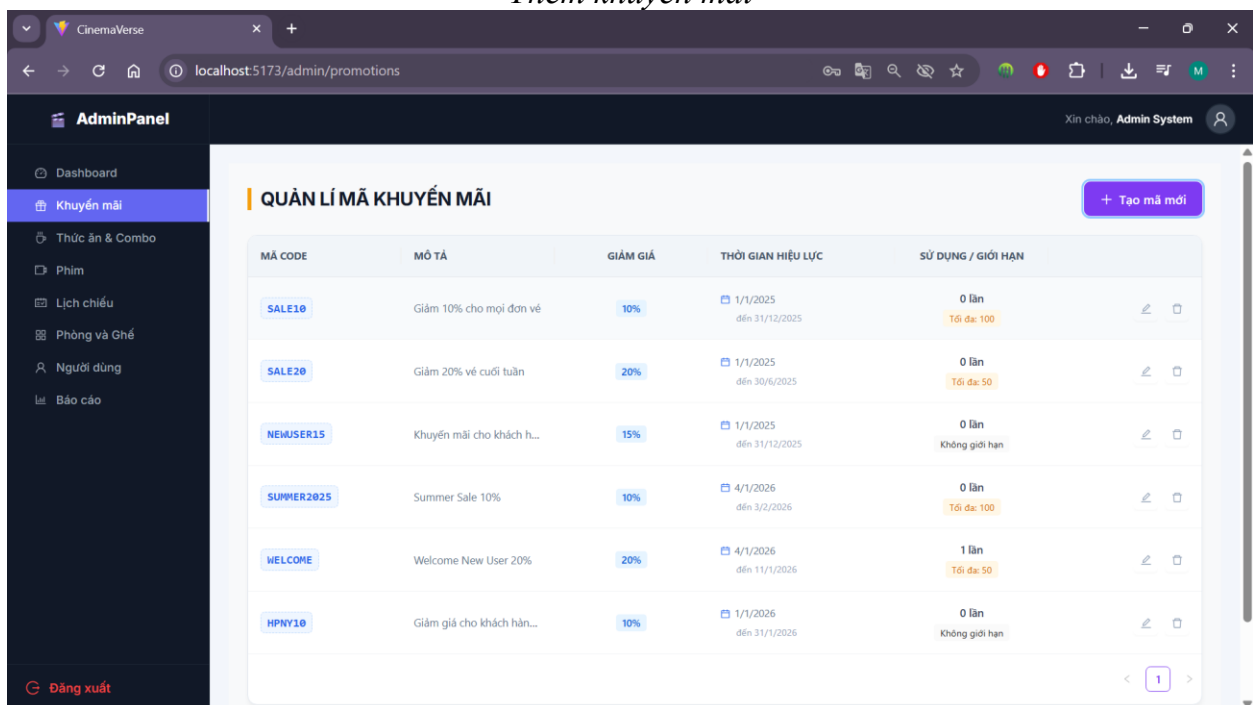 Thêm khuyến mãi
CinemaVerse
localhost:5173/admin/promotions
M
AdminPanel
Xin chào, Admin System
Dashboard
Khuyến mãi
Thức ăn & Combo
Phim
Lịch chiếu
Phòng và Ghế
Người dùng
Báo cáo
Đăng xuất
QUẢN LÍ MÃ KHUYẾN MÃI
+ Tạo mã mới
MÃ CODE MÔ TẢ GIẢM GIÁ THỜI GIAN HIỆU LỰC SỬ DỤNG / GIỚI HẠN
SALE10 Giảm 10% cho mọi đơn vé 10% 1/1/2025 0 lần
đến 31/12/2025 Tối đa: 100
SALE20 Giảm 20% vé cuối tuần 20% 1/1/2025 0 lần
đến 30/6/2025 Tối đa: 50
NEWUSER15 Khuyến mãi cho khách h... 15% 1/1/2025 0 lần
đến 31/12/2025 Không giới hạn
SUMMER2025 Summer Sale 10% 10% 4/1/2026 0 lần
đến 3/2/2026 Tối đa: 100
WELCOME Welcome New User 20% 20% 4/1/2026 1 lần
đến 11/1/2026 Tối đa: 50
HPNY10 Giảm giá cho khách hàn... 10% 1/1/2026 0 lần
đến 31/1/2026 Không giới hạn
< 1 >